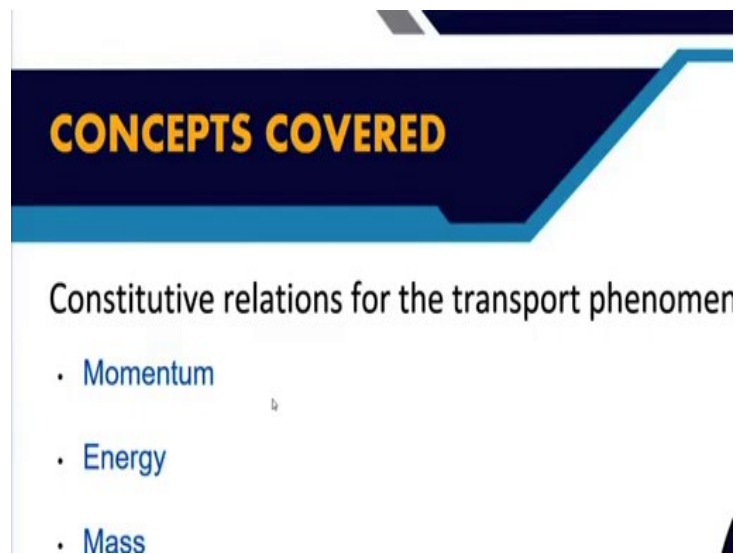 CONCEPTS COVERED
Constitutive relations for the transport phenomen
• Momentum
• Energy
• Mass